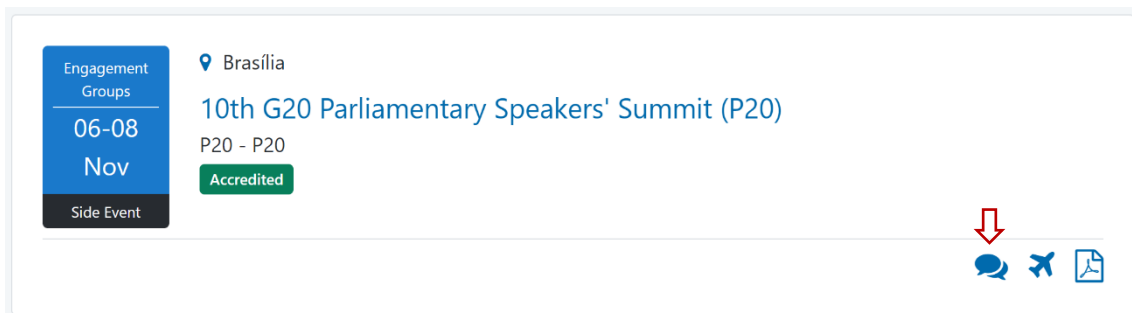 Engagement
Groups
06-08
Nov
Side Event
Brasília
10th G20 Parliamentary Speakers' Summit (P20)
P20 - P20
Accredited